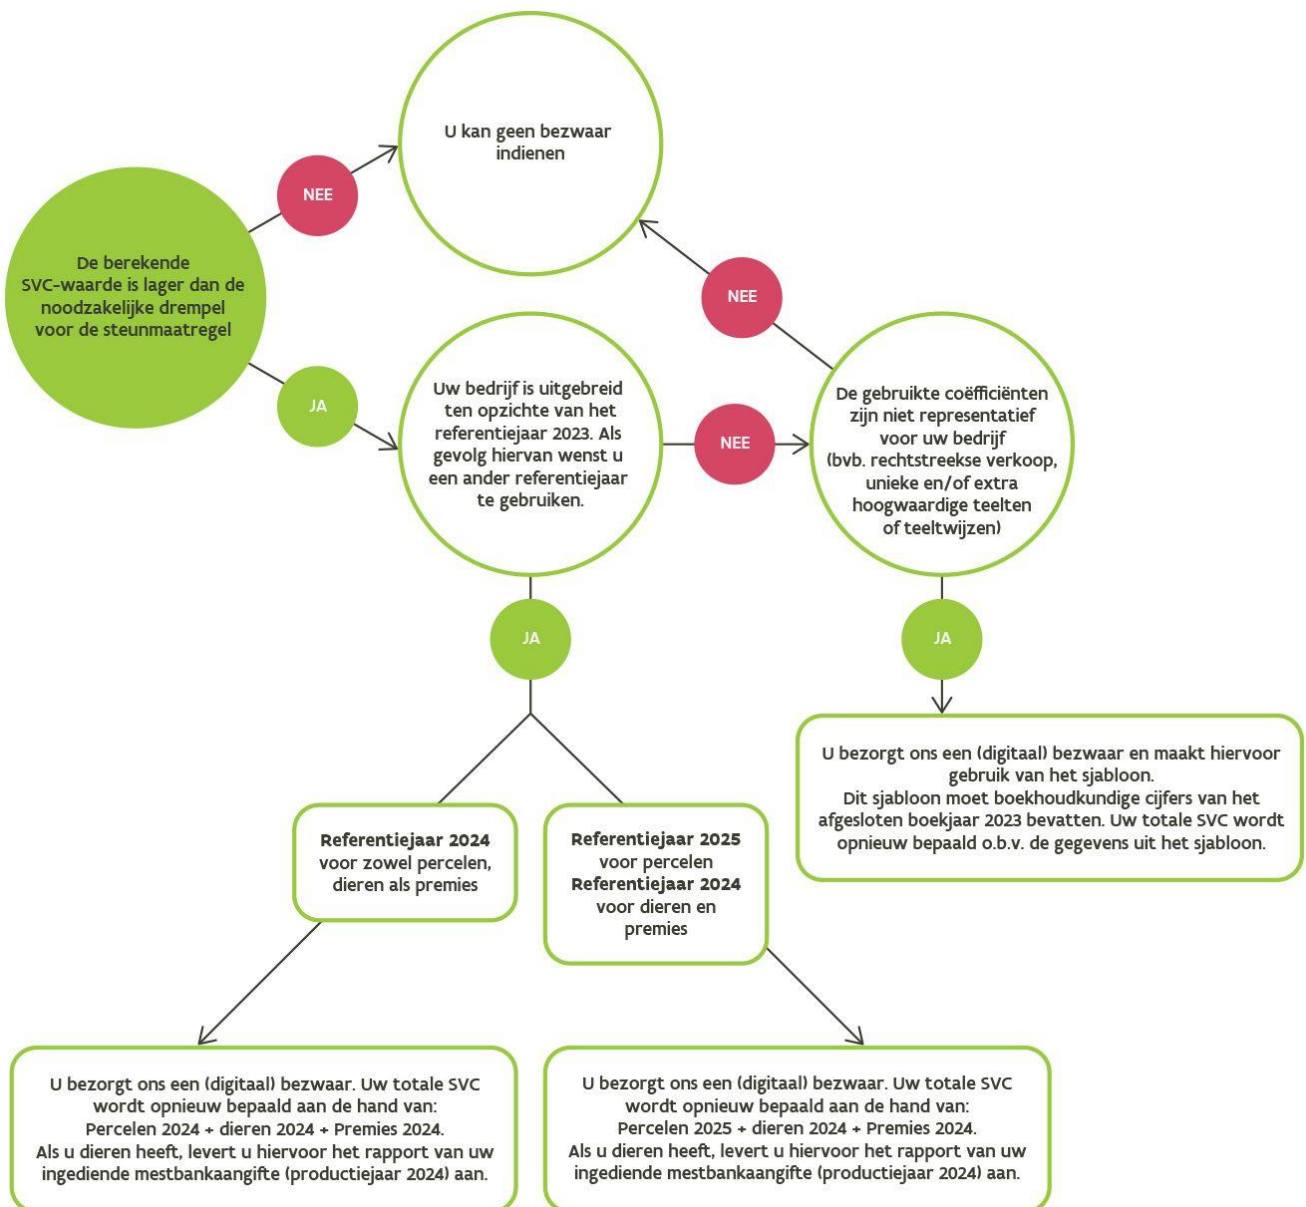 U kan geen bezwaar
indienen
NEE
De berekende
SVC-waarde is lager dan de
noodzakelijke drempel
voor de steunmaatregel
NEE
JA
Uw bedrijf is uitgebreid
ten opzichte van het
referentiejaar 2023. Als
gevolg hiervan wenst u
een ander referentiejaar
te gebruiken.
NEE
De gebruikte coëfficiënten
zijn niet representatief
voor uw bedrijf
(bvb. rechtstreekse verkoop,
unieke en/of extra
hoogwaardige teelten
of teeltwijzen)
JA
JA
U bezorgt ons een (digitaal) bezwaar en maakt hiervoor
gebruik van het sjabloon.
Dit sjabloon moet boekhoudkundige cijfers van het
afgesloten boekjaar 2023 bevatten. Uw totale SVC wordt
opnieuw bepaald o.b.v. de gegevens uit het sjabloon.
Referentiejaar 2024
voor zowel percelen,
dieren als premies
Referentiejaar 2025
voor percelen
Referentiejaar 2024
voor dieren en
premies
U bezorgt ons een (digitaal) bezwaar. Uw totale SVC
wordt opnieuw bepaald aan de hand van:
Percelen 2024 + dieren 2024 + Premies 2024.
Als u dieren heeft, levert u hiervoor het rapport van uw
ingediende mestbankaangifte (productiejaar 2024) aan.
U bezorgt ons een (digitaal) bezwaar. Uw totale SVC
wordt opnieuw bepaald aan de hand van:
Percelen 2025 + dieren 2024 + Premies 2024.
Als u dieren heeft, levert u hiervoor het rapport van uw
ingediende mestbankaangifte (productiejaar 2024) aan.